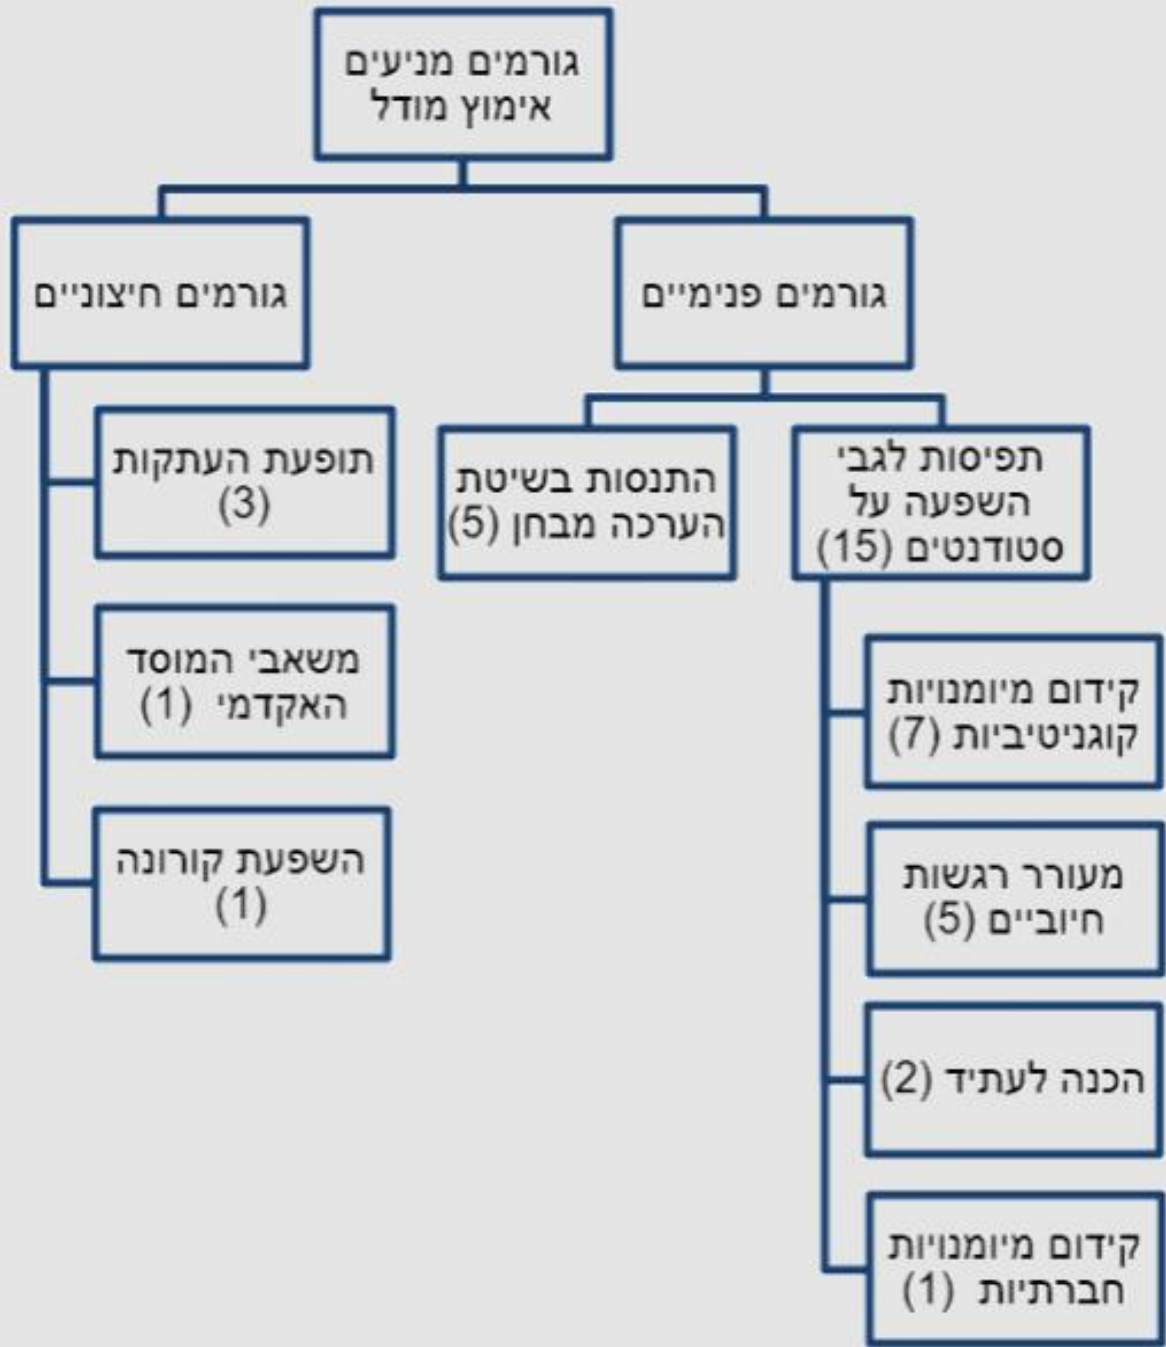 גורמים מניעים
אימוץ מודל
גורמים פנימיים
גורמים חיצוניים
תפיסות לגבי
השפעה על
סטודנטים (15)
התנסות בשיטת
הערכה מבחן (5)
קידום מיומנויות
קוגניטיביות (7)
מעורר רגשות
חיוביים (5)
הכנה לעתיד (2)
קידום מיומנויות
חברתיות (1)
תופעת העתקות
(3)
משאבי המוסד
האקדמי (1)
השפעת קורונה
(1)